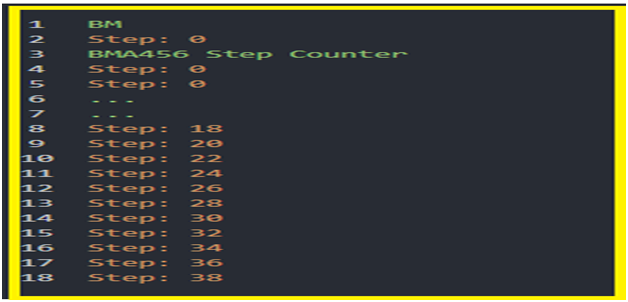 1 BM
2 Step: 0
3 BMA456 Step Counter
4 Step: 0
5 Step: 0
6 ...
7 ...
8 Step: 18
9 Step: 20
10 Step: 22
11 Step: 24
12 Step: 26
13 Step: 28
14 Step: 30
15 Step: 32
16 Step: 34
17 Step: 36
18 Step: 38